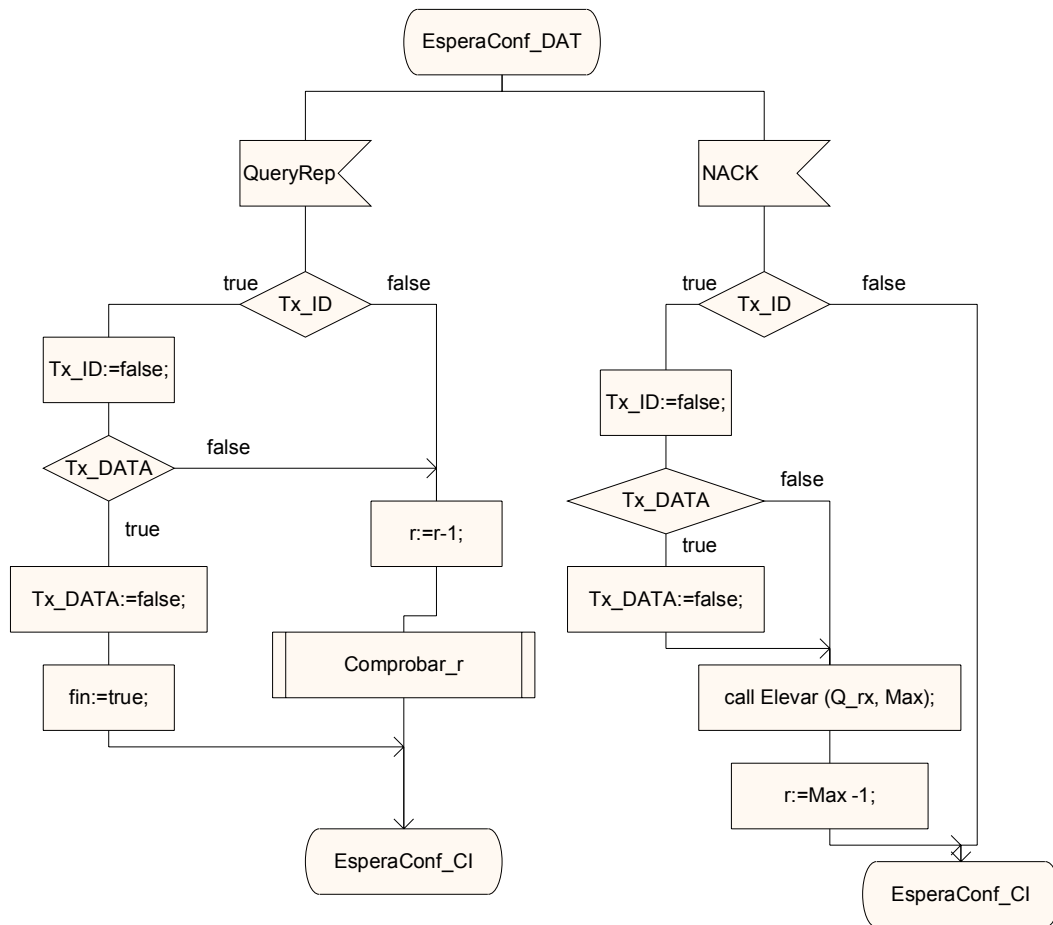 EsperaConf_DAT
QueryRep
NACK
true
false
Tx_ID
true
false
Tx_ID
Tx_ID:=false;
Tx_ID:=false;
false
Tx_DATA
true
false
Tx_DATA
true
r:=r-1;
Tx_DATA:=false;
Tx_DATA:=false;
Comprobar_r
fin:=true;
call Elevar (Q_rx, Max);
r:=Max -1;
EsperaConf_CI
EsperaConf_CI